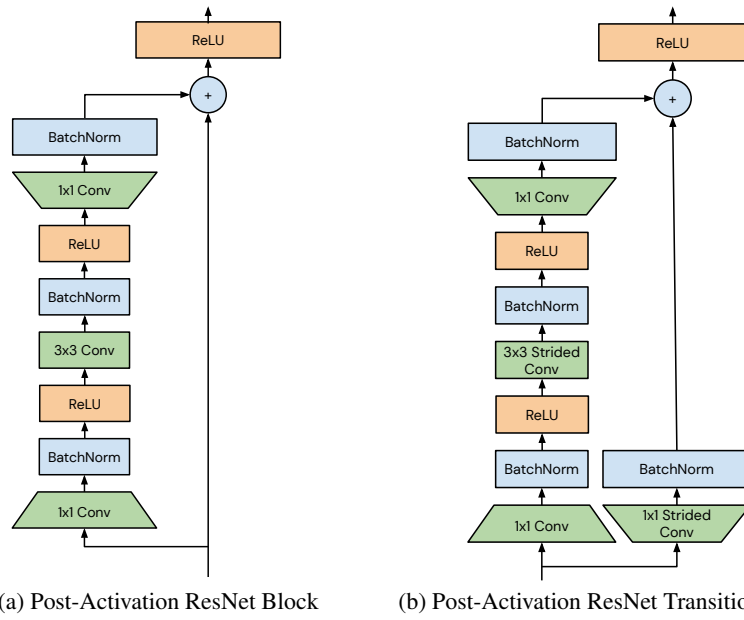 ReLU
+
BatchNorm
1x1 Conv
ReLU
BatchNorm
3x3 Conv
ReLU
BatchNorm
1x1 Conv
a) Post-Activation ResNet Block
ReLU
+
BatchNorm
1x1 Conv
ReLU
BatchNorm
3x3 Strided
Conv
ReLU
BatchNorm
1x1 Conv
BatchNorm
1x1 Strided
Conv
(b) Post-Activation ResNet Transitio